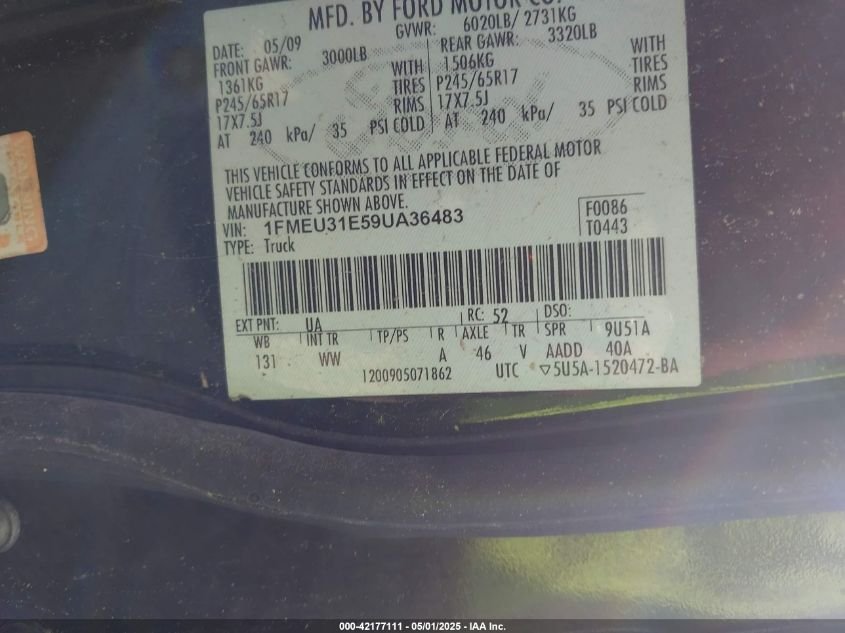 MFD. BY FORD MOTOR CO.
DATE: 05/09 GVWR: 6020LB/ 2731KG
FRONT GAWR: 3000LB REAR GAWR: 3320LB
1361KG WITH 1506KG WITH
P245/65R17 TIRES P245/65R17 TIRES
17X7.5J RIMS 17X7.5J RIMS
AT 240 kPa/ 35 PSI COLD AT 240 kPa/ 35 PSI COLD
THIS VEHICLE CONFORMS TO ALL APPLICABLE FEDERAL MOTOR
VEHICLE SAFETY STANDARDS IN EFFECT ON THE DATE OF
MANUFACTURE SHOWN ABOVE.
VIN: 1FMEU31E59UA36483 F0086
TYPE: Truck T0443
EXT PNT: UA RC: 52 DSO:
WB INT TR TP/PS R AXLE TR SPR 9U51A
131 WW A 46 V AADD 40A
1200905071862 UTC ▽5U5A-1520472-BA
000-42177111 - 05/01/2025 - IAA Inc.